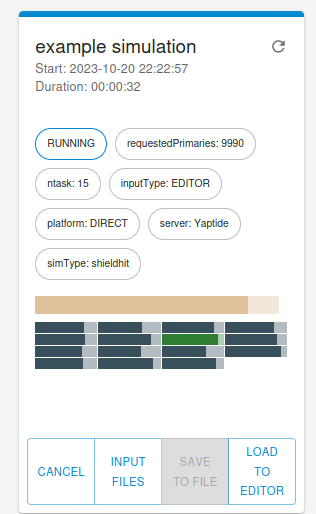 example simulation
Start: 2023-10-20 22:22:57
Duration: 00:00:32
RUNNING
requestedPrimaries: 9990
ntask: 15
inputType: EDITOR
platform: DIRECT
server: Yaptide
simType: shieldhit
CANCEL
INPUT
FILES
SAVE
TO FILE
LOAD
TO
EDITOR